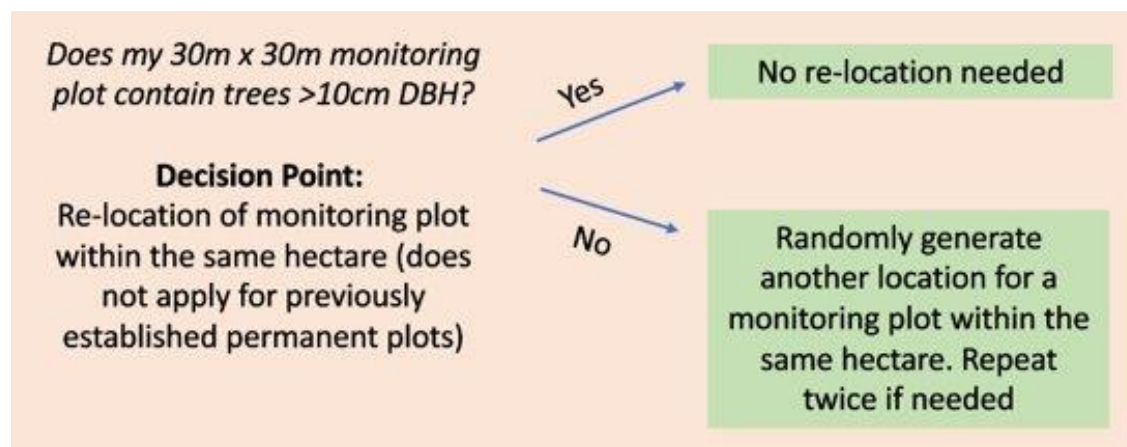 Does my 30m x 30m monitoring
plot contain trees >10cm DBH?
Decision Point:
Re-location of monitoring plot
within the same hectare (does
not apply for previously
established permanent plots)
Yes
No re-location needed
No
Randomly generate
another location for a
monitoring plot within the
same hectare. Repeat
twice if needed